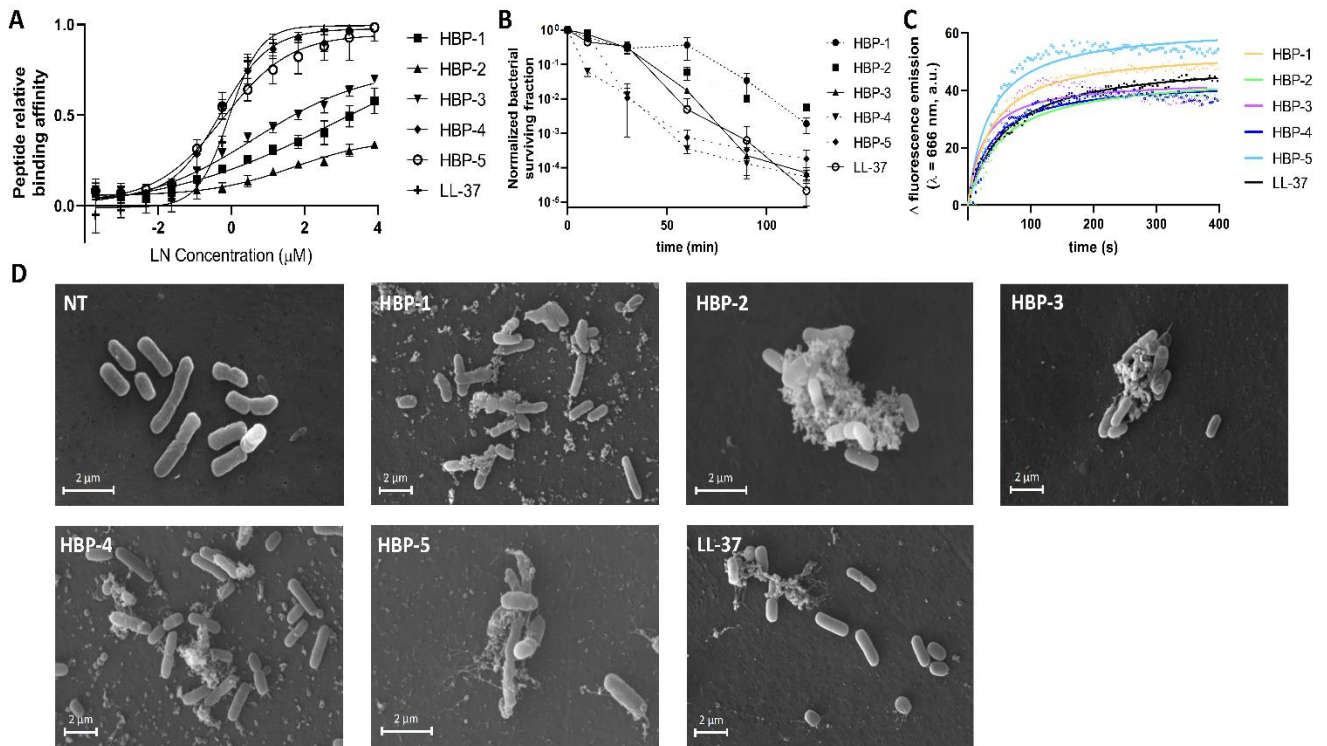 A
Peptide relative
binding affinity
1.0
0.5
0.0
-2
0
2
4
LN Concentration (μM)
HBP-1
HBP-2
HBP-3
HBP-4
HBP-5
LL-37
B
Normalized bacterial
surviving fraction
10⁰
10⁻¹
10⁻²
10⁻³
10⁻⁴
10⁻⁵
0
50
100
time (min)
HBP-1
HBP-2
HBP-3
HBP-4
HBP-5
LL-37
C
Δ fluorescence emission
(λ = 666 nm, a.u.)
60
40
20
0
100
200
300
400
time (s)
HBP-1
HBP-2
HBP-3
HBP-4
HBP-5
LL-37
D
NT
2 μm
HBP-1
2 μm
HBP-2
2 μm
HBP-3
2 μm
HBP-4
2 μm
HBP-5
2 μm
LL-37
2 μm